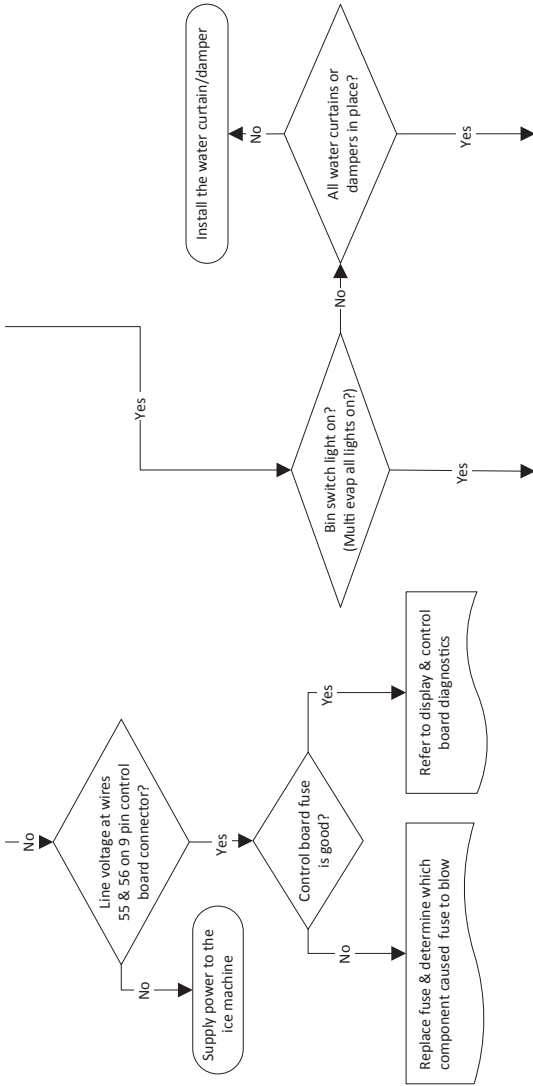 No
Line voltage at wires
55 & 56 on 9 pin control
board connector?
No
Supply power to the
ice machine
Yes
Control board fuse
is good?
No
Replace fuse & determine which
component caused fuse to blow
Yes
Refer to display & control
board diagnostics
Yes
Bin switch light on?
(Multi evap all lights on?)
Yes
No
All water curtains or
dampers in place?
No
Install the water curtain/damper
Yes